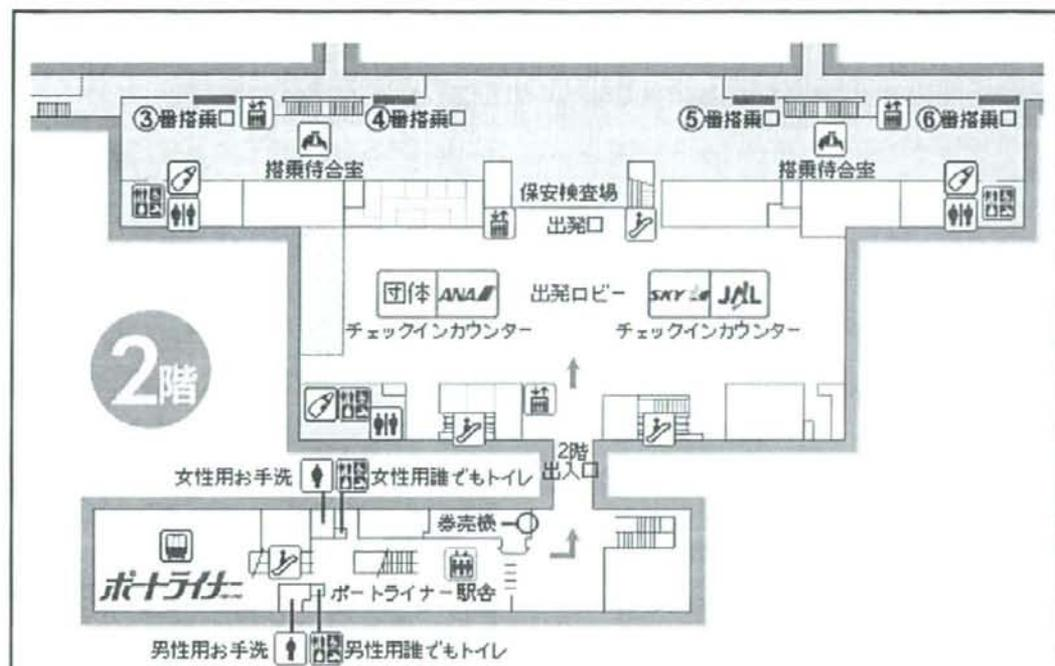 ③番搭乗口
④番搭乗口
⑤番搭乗口
⑥番搭乗口
搭乗待合室
搭乗待合室
保安検査場
出発口
団体 ANA
出発ロビー
SKY JAL
チェックインカウンター
チェックインカウンター
2階
2階
出入口
女性用お手洗
女性用誰でもトイレ
券売機
ポートライナー
ポートライナー駅舎
男性用お手洗
男性用誰でもトイレ